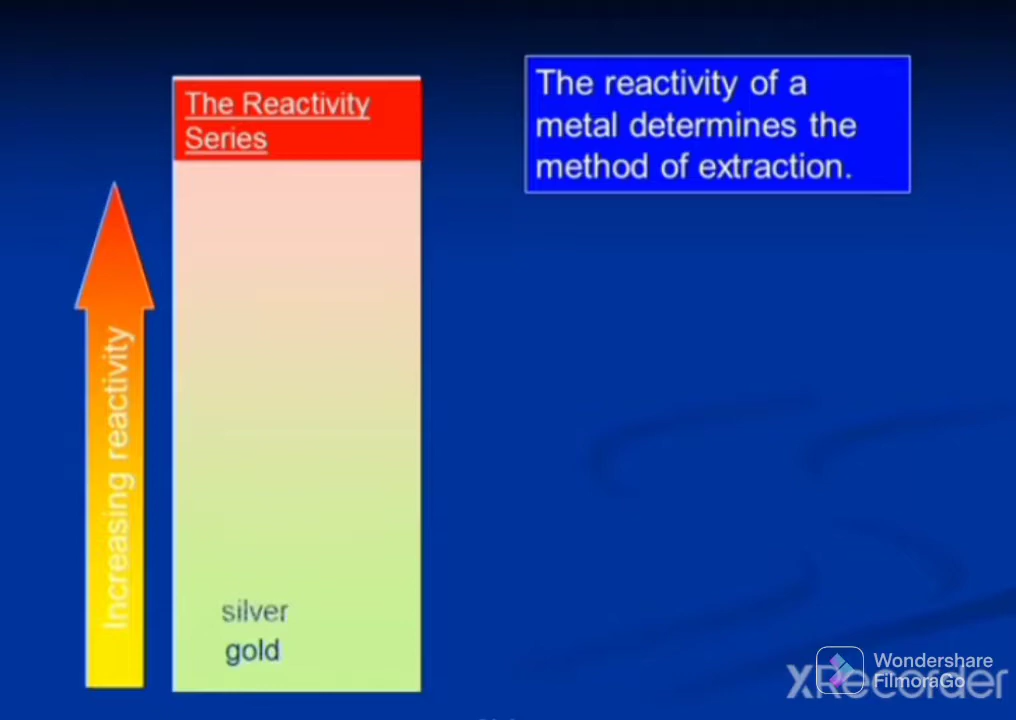 The Reactivity
Series
The reactivity of a
metal determines the
method of extraction.
Increasing reactivity
silver
gold
Wondershare
FilmoraGo
XRecorder